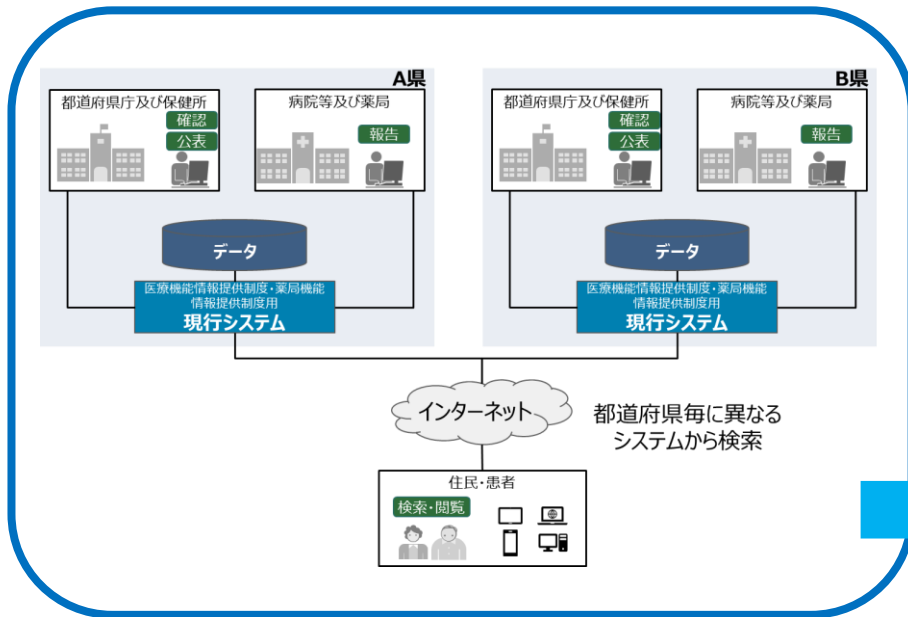 A県
都道府県庁及び保健所
確認
公表
病院等及び薬局
報告
データ
医療機能情報提供制度・薬局機能
情報提供制度用
現行システム
B県
都道府県庁及び保健所
確認
公表
病院等及び薬局
報告
データ
医療機能情報提供制度・薬局機能
情報提供制度用
現行システム
インターネット
都道府県毎に異なる
システムから検索
住民・患者
検索・閲覧